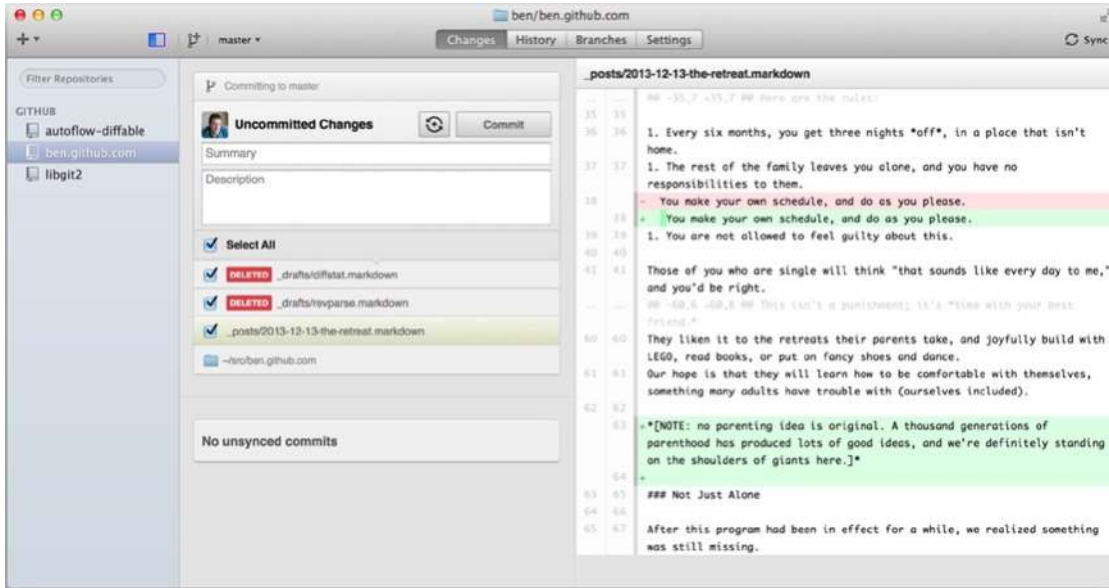 ben/ben.github.com
master
Changes History Branches Settings
Sync
Filter Repositories
GITHUB
autoflow-diffable
ben.github.com
libgit2
Committing to master
Uncommitted Changes
Commit
Summary
Description
Select All
DELETED _drafts/diffstat.markdown
DELETED _drafts/revparse.markdown
_posts/2013-12-13-the-retreat.markdown
~/src/ben.github.com
No unsynced commits
_posts/2013-12-13-the-retreat.markdown
... ... @@ -35,7 +35,7 @@ Here are the rules:
35 35
36 36 1. Every six months, you get three nights *off*, in a place that isn't
home.
37 37 1. The rest of the family leaves you alone, and you have no
responsibilities to them.
38 - You make your own schedule, and do as you please.
38 + You make your own schedule, and do as you please.
39 39 1. You are not allowed to feel guilty about this.
40 40
41 41 Those of you who are single will think "that sounds like every day to me,"
and you'd be right.
... ... @@ -60,6 +60,8 @@ This isn't a punishment; it's *time with your best
friend.*
60 60 They liken it to the retreats their parents take, and joyfully build with
LEGO, read books, or put on fancy shoes and dance.
61 61 Our hope is that they will learn how to be comfortable with themselves,
something many adults have trouble with (ourselves included).
62 62
63 +*[NOTE: no parenting idea is original. A thousand generations of
parenthood has produced lots of good ideas, and we're definitely standing
on the shoulders of giants here.]*
64 +
63 65 ### Not Just Alone
64 66
65 67 After this program had been in effect for a while, we realized something
was still missing.